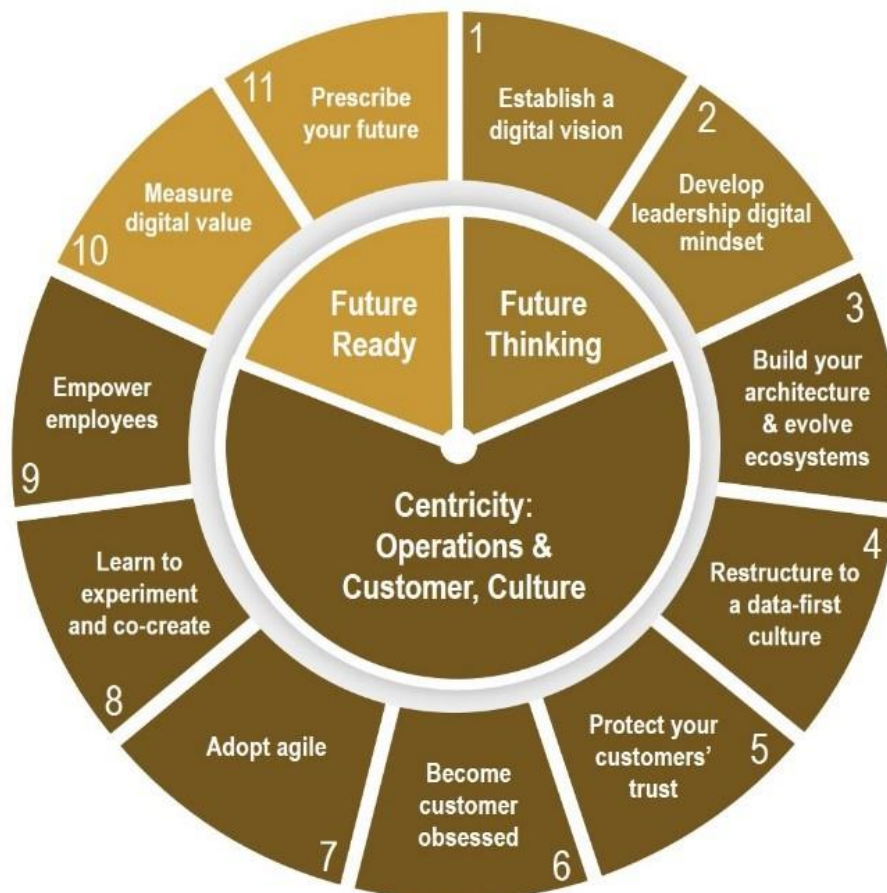 1
Establish a
digital vision
2
Develop
leadership digital
mindset
3
Build your
architecture
& evolve
ecosystems
4
Restructure to
a data-first
culture
5
Protect your
customers’
trust
6
Become
customer
obsessed
7
Adopt agile
8
Learn to
experiment
and co-create
9
Empower
employees
10
Measure
digital value
11
Prescribe
your future
Future
Ready
Future
Thinking
Centricity:
Operations &
Customer, Culture